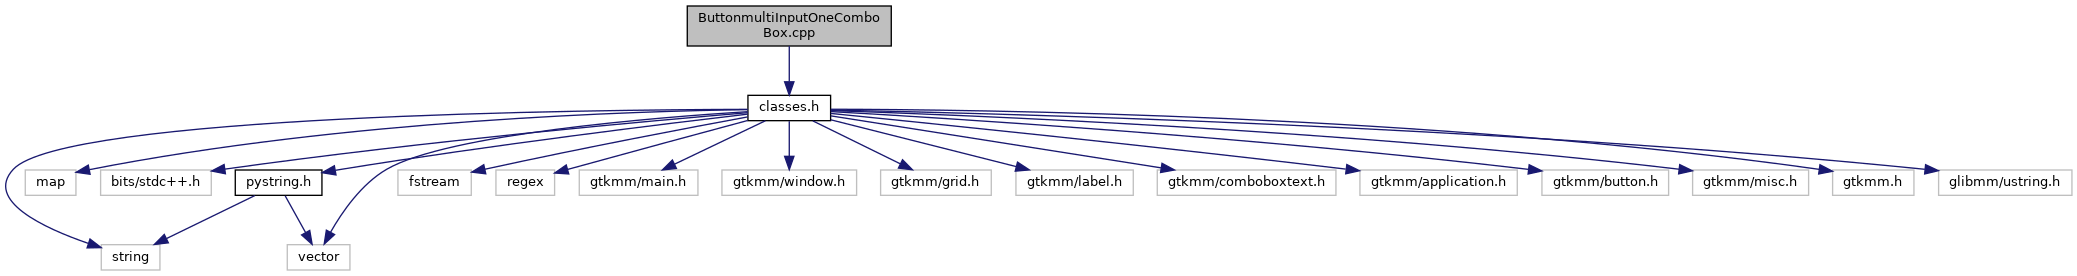 ButtonmultiInputOneCombo
Box.cpp
classes.h
map
bits/stdc++.h
pystring.h
fstream
regex
gtkmm/main.h
gtkmm/window.h
gtkmm/grid.h
gtkmm/label.h
gtkmm/comboboxtext.h
gtkmm/application.h
gtkmm/button.h
gtkmm/misc.h
gtkmm.h
glibmm/ustring.h
string
vector